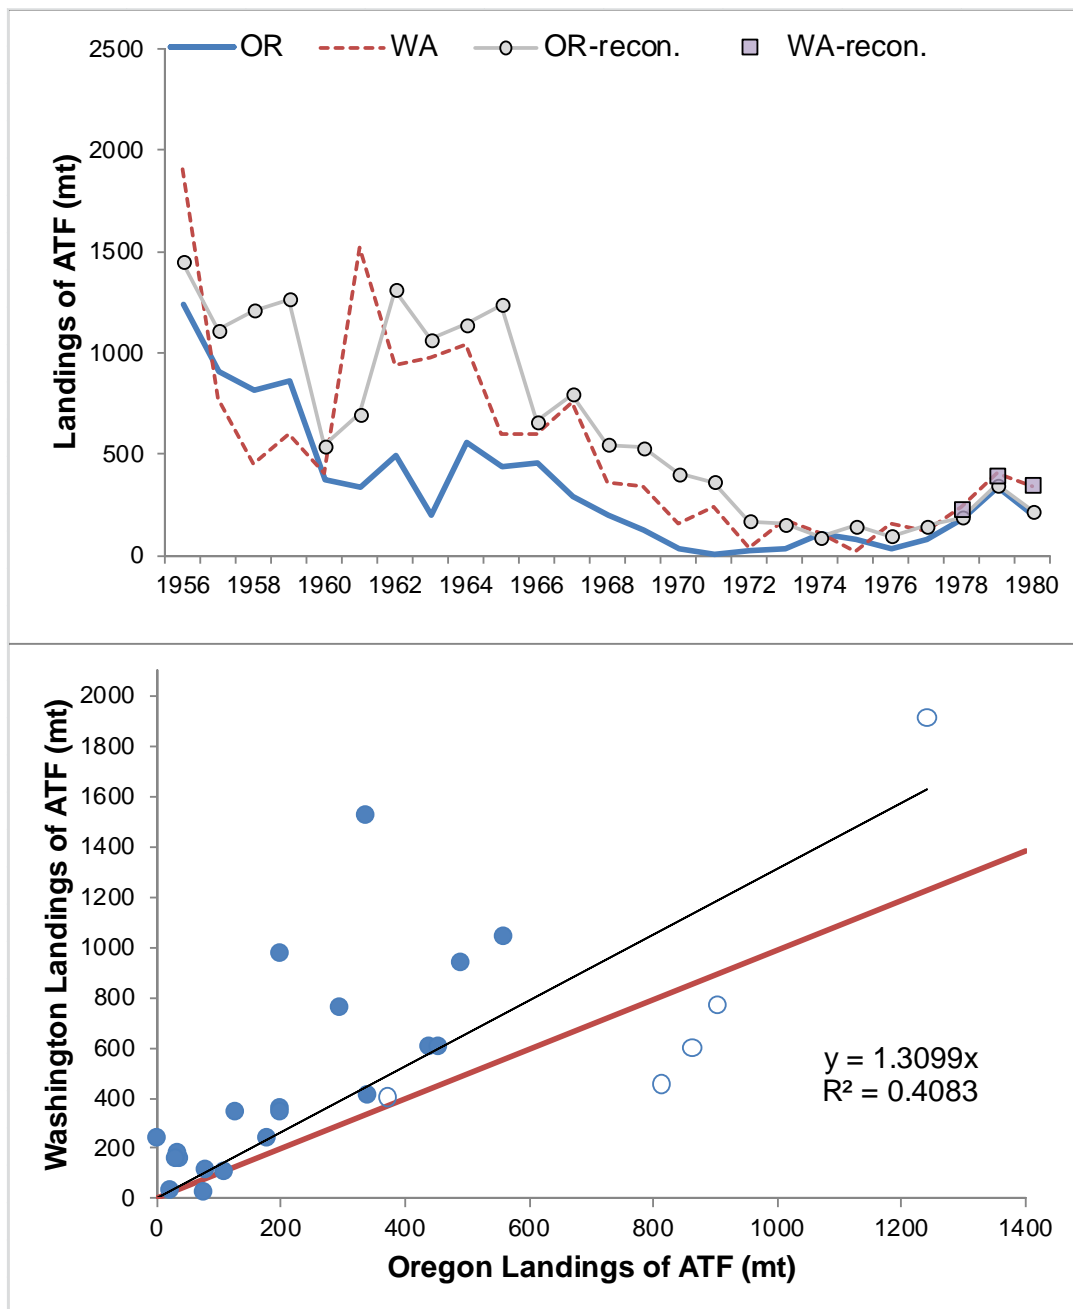 OR WA OR-recon. WA-recon.
2500
2000
1500
1000
500
0
Landings of ATF (mt)
1956 1958 1960 1962 1964 1966 1968 1970 1972 1974 1976 1978 1980
2000
1800
1600
1400
1200
1000
800
600
400
200
0
Washington Landings of ATF (mt)
y = 1.3099x
R² = 0.4083
0 200 400 600 800 1000 1200 1400
Oregon Landings of ATF (mt)